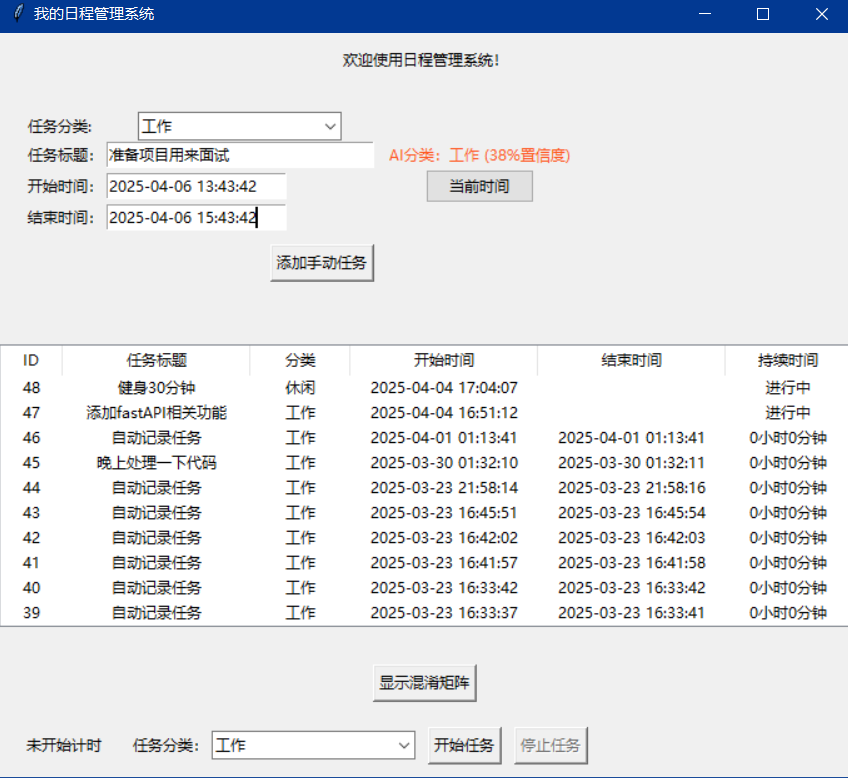 我的日程管理系统
欢迎使用日程管理系统!
任务分类: 工作
任务标题: 准备项目用来面试 AI分类: 工作 (38%置信度)
开始时间: 2025-04-06 13:43:42 当前时间
结束时间: 2025-04-06 15:43:42
添加手动任务
ID 任务标题 分类 开始时间 结束时间 持续时间
48 健身30分钟 休闲 2025-04-04 17:04:07 进行中
47 添加fastAPI相关功能 工作 2025-04-04 16:51:12 进行中
46 自动记录任务 工作 2025-04-01 01:13:41 2025-04-01 01:13:41 0小时0分钟
45 晚上处理一下代码 工作 2025-03-30 01:32:10 2025-03-30 01:32:11 0小时0分钟
44 自动记录任务 工作 2025-03-23 21:58:14 2025-03-23 21:58:16 0小时0分钟
43 自动记录任务 工作 2025-03-23 16:45:51 2025-03-23 16:45:54 0小时0分钟
42 自动记录任务 工作 2025-03-23 16:42:02 2025-03-23 16:42:03 0小时0分钟
41 自动记录任务 工作 2025-03-23 16:41:57 2025-03-23 16:41:58 0小时0分钟
40 自动记录任务 工作 2025-03-23 16:33:42 2025-03-23 16:33:42 0小时0分钟
39 自动记录任务 工作 2025-03-23 16:33:37 2025-03-23 16:33:41 0小时0分钟
显示混淆矩阵
未开始计时 任务分类: 工作 开始任务 停止任务